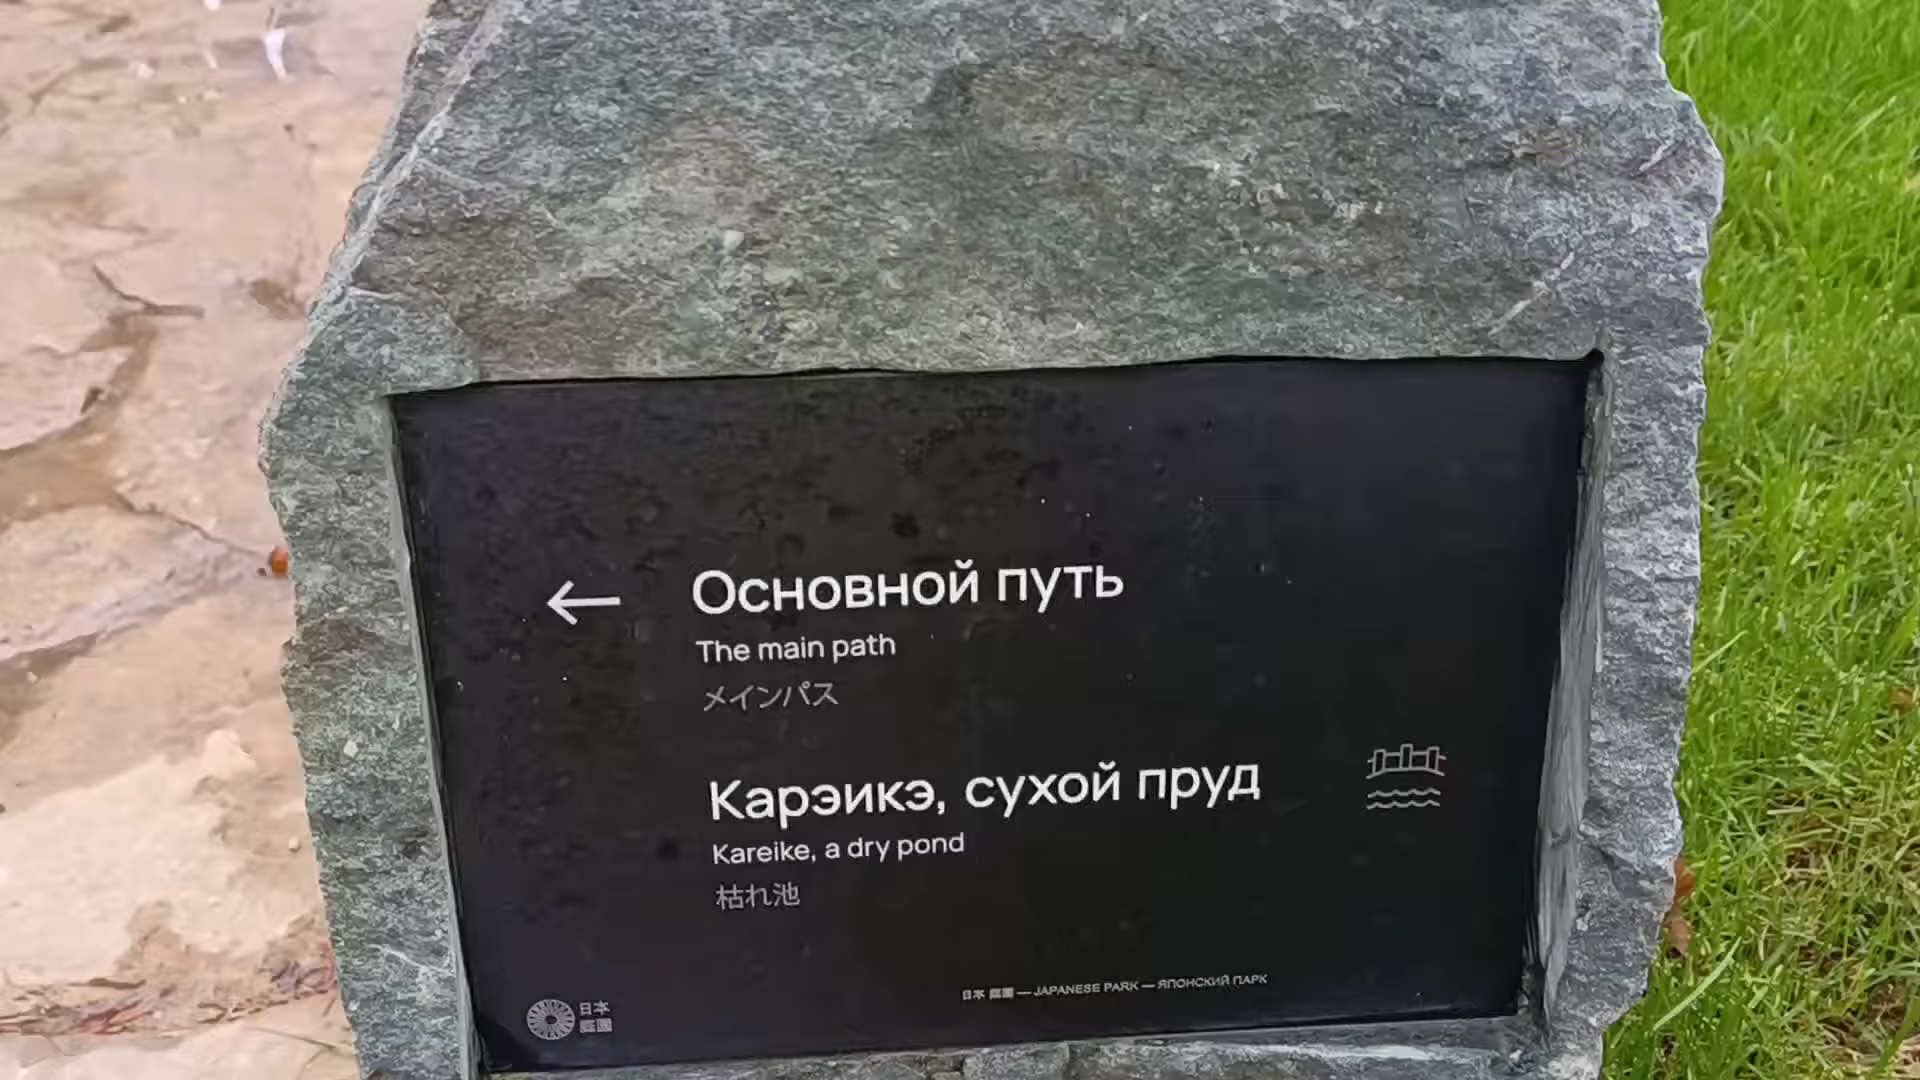 ← Основной путь
The main path
メインパス
Карэикэ, сухой пруд
Kareike, a dry pond
枯れ池
日本 庭園 — JAPANESE PARK — ЯПОНСКИЙ ПАРК
日本
庭園